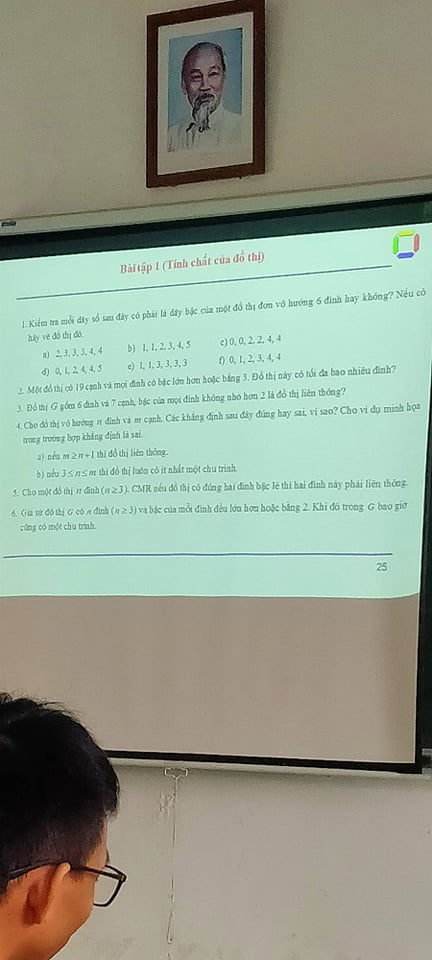 Bài tập 1 (Tính chất của đồ thị)
1. Kiểm tra mỗi dãy số sau đây có phải là dãy bậc của một đồ thị đơn vô hướng 6 đỉnh hay không? Nếu có
hãy vẽ đồ thị đó.
a) 2, 3, 3, 3, 4, 4 b) 1, 1, 2, 3, 4, 5 c) 0, 0, 2, 2, 4, 4
d) 0, 1, 2, 4, 4, 5 e) 1, 1, 3, 3, 3, 3 f) 0, 1, 2, 3, 4, 4
2. Một đồ thị có 19 cạnh và mọi đỉnh có bậc lớn hơn hoặc bằng 3. Đồ thị này có tối đa bao nhiêu đỉnh?
3. Đồ thị G gồm 6 đỉnh và 7 cạnh, bậc của mọi đỉnh không nhỏ hơn 2 là đồ thị liên thông?
4. Cho đồ thị vô hướng n đỉnh và m cạnh. Các khẳng định sau đây đúng hay sai, vì sao? Cho ví dụ minh họa
trong trường hợp khẳng định là sai.
a) nếu m ≥ n+1 thì đồ thị liên thông.
b) nếu 3 ≤ n ≤ m thì đồ thị luôn có ít nhất một chu trình.
5. Cho một đồ thị n đỉnh (n ≥ 3). CMR nếu đồ thị có đúng hai đỉnh bậc lẻ thì hai đỉnh này phải liên thông.
6. Giả sử đồ thị G có n đỉnh (n ≥ 3) và bậc của mỗi đỉnh đều lớn hơn hoặc bằng 2. Khi đó trong G bao giờ
cũng có một chu trình.
25